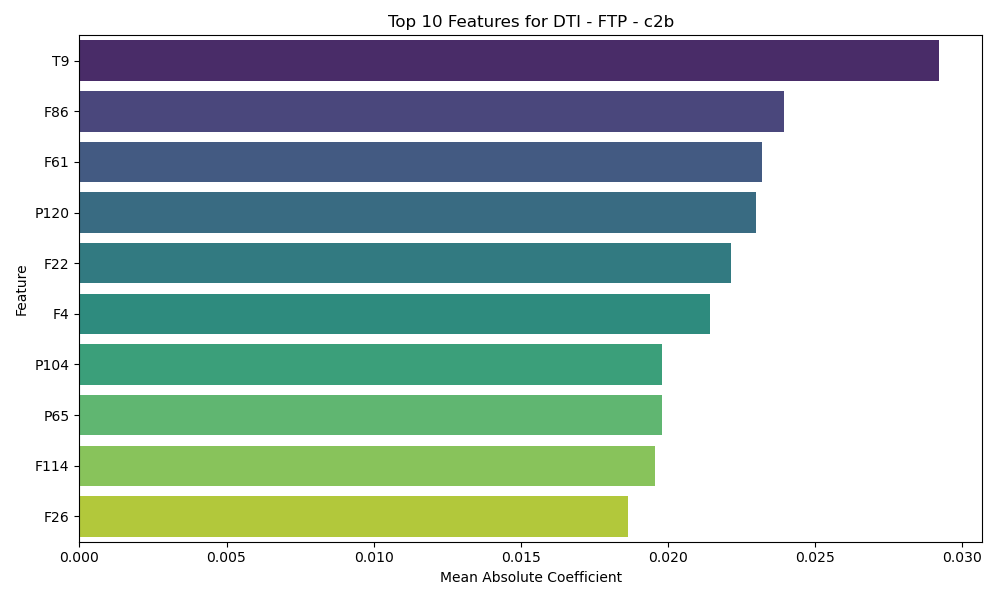 Top 10 Features for DTI - FTP - c2b
T9
F86
F61
P120
F22
F4
P104
P65
F114
F26
Feature
0.000 0.005 0.010 0.015 0.020 0.025 0.030
Mean Absolute Coefficient